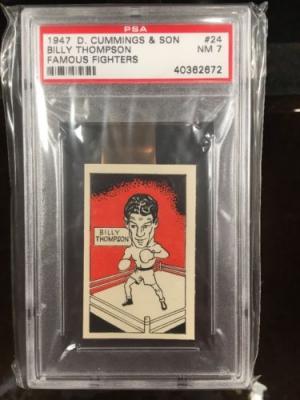 PSA
1947 D. CUMMINGS & SON #24
BILLY THOMPSON NM 7
FAMOUS FIGHTERS
40362672
BILLY
THOMPSON